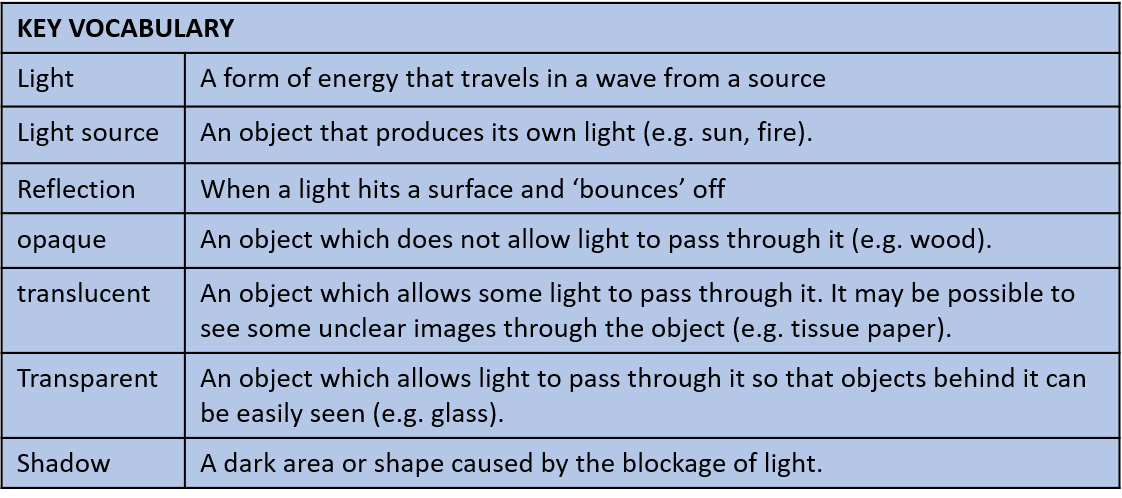 KEY VOCABULARY
Light
A form of energy that travels in a wave from a source
Light source
An object that produces its own light (e.g. sun, fire).
Reflection
When a light hits a surface and ‘bounces’ off
opaque
An object which does not allow light to pass through it (e.g. wood).
translucent
An object which allows some light to pass through it. It may be possible to
see some unclear images through the object (e.g. tissue paper).
Transparent
An object which allows light to pass through it so that objects behind it can
be easily seen (e.g. glass).
Shadow
A dark area or shape caused by the blockage of light.